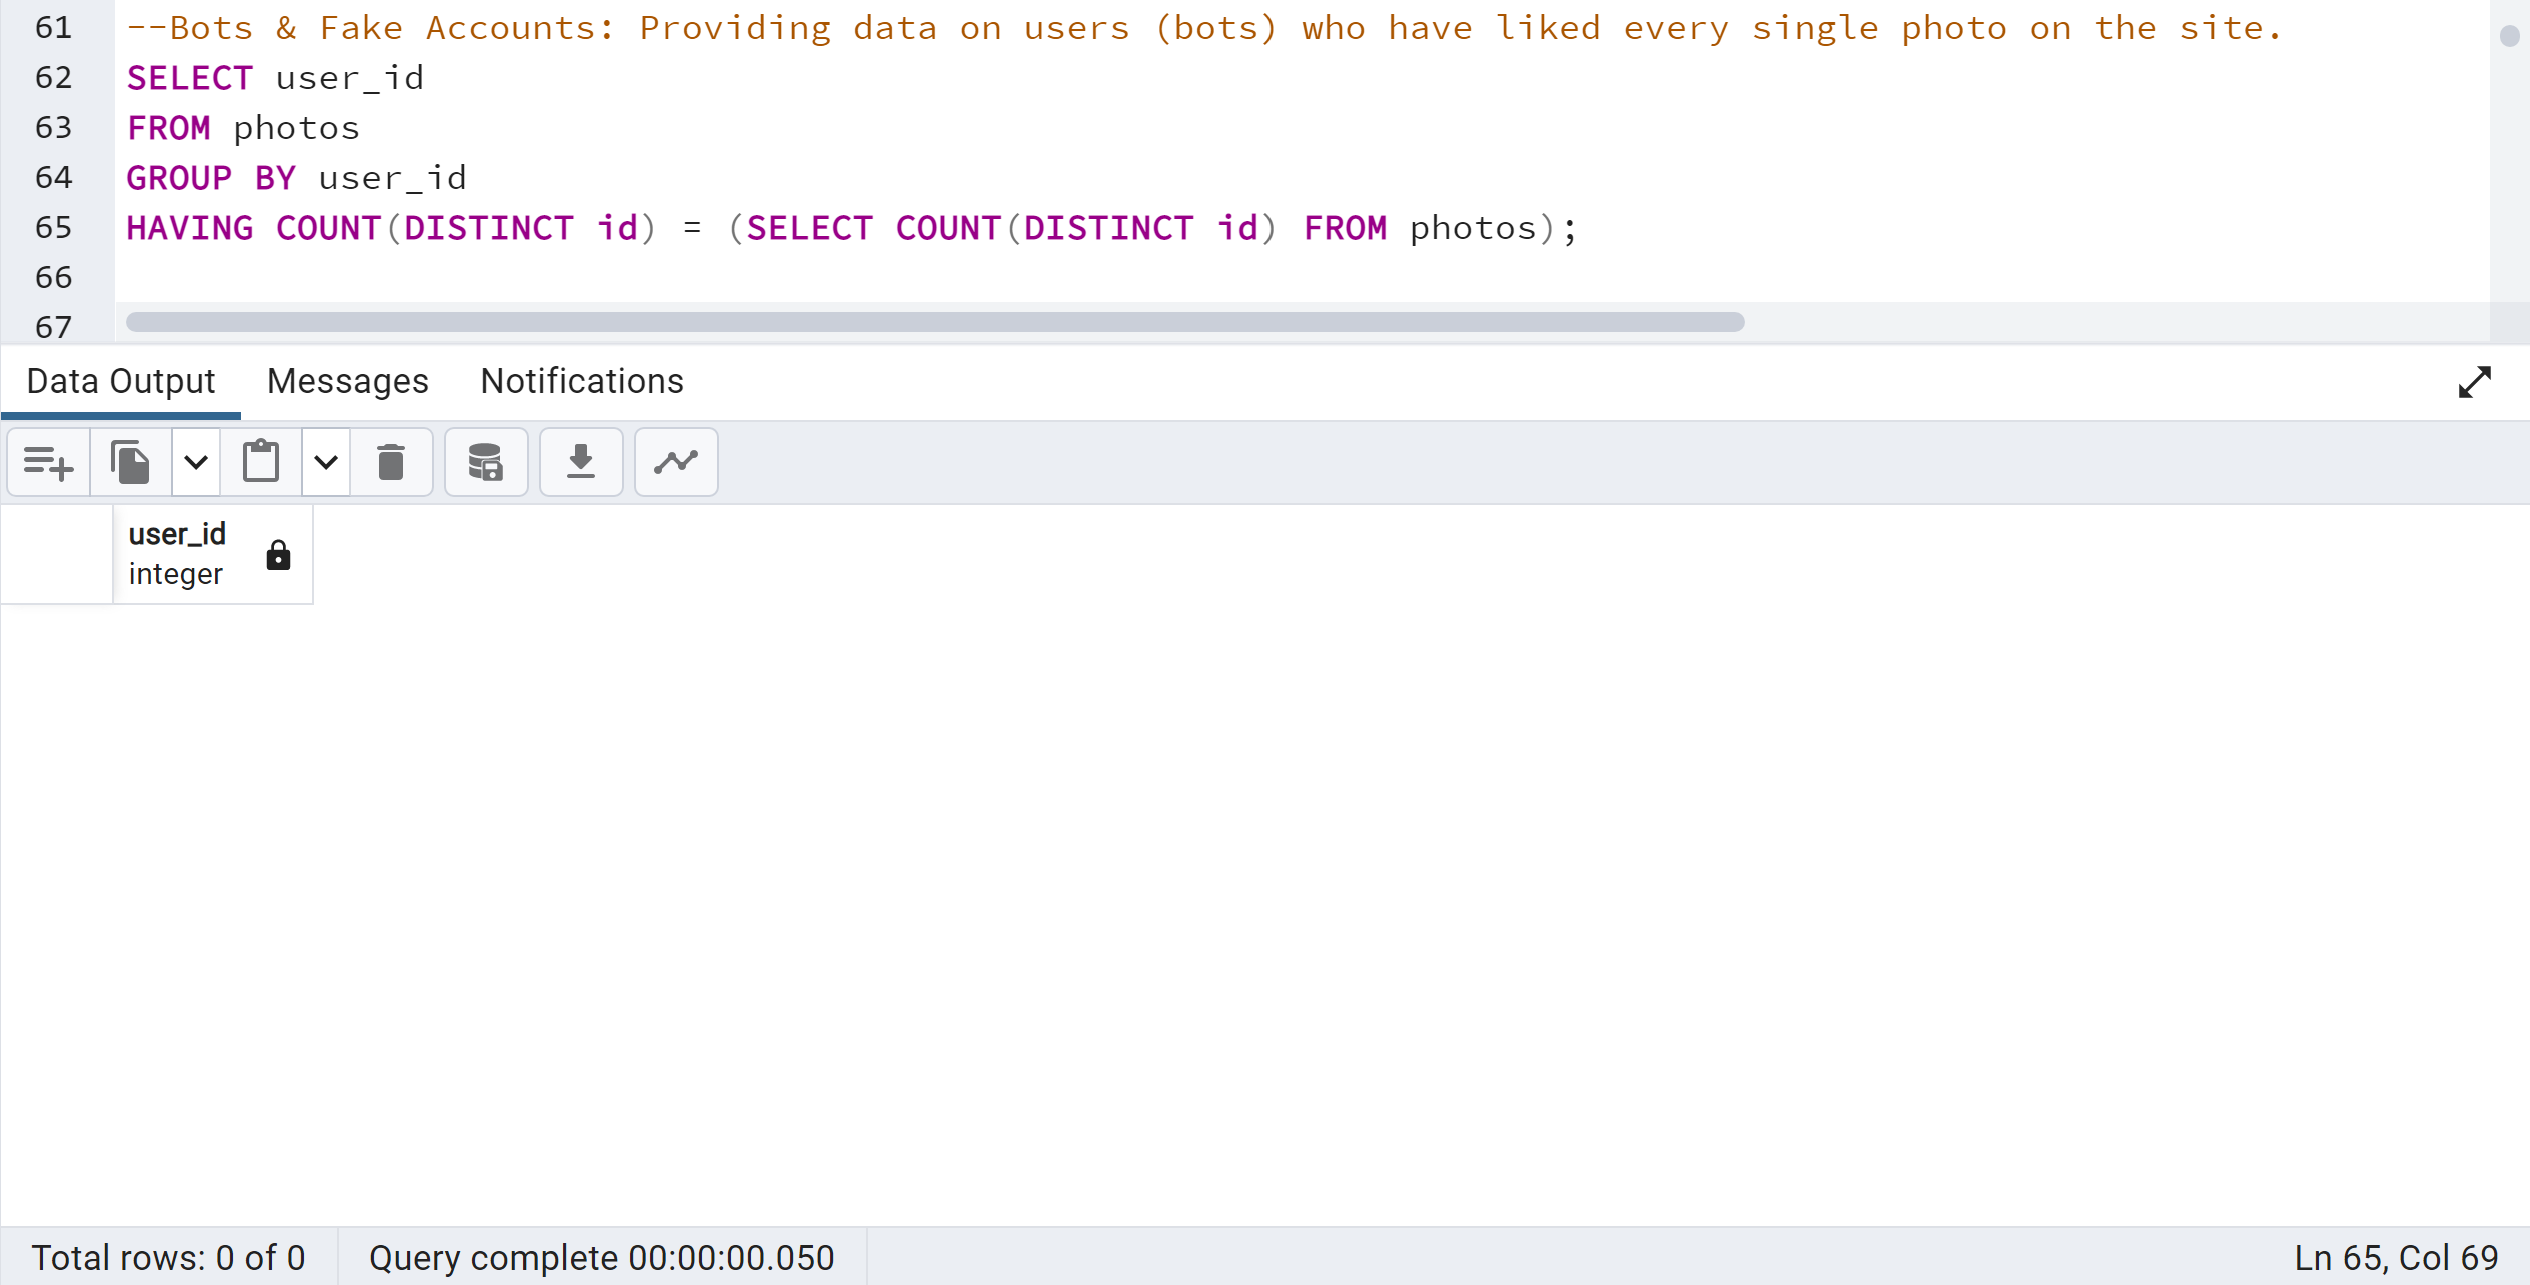 61 --Bots & Fake Accounts: Providing data on users (bots) who have liked every single photo on the site.
62 SELECT user_id
63 FROM photos
64 GROUP BY user_id
65 HAVING COUNT(DISTINCT id) = (SELECT COUNT(DISTINCT id) FROM photos);
66
67
Data Output Messages Notifications
user_id
integer
Total rows: 0 of 0 Query complete 00:00:00.050 Ln 65, Col 69